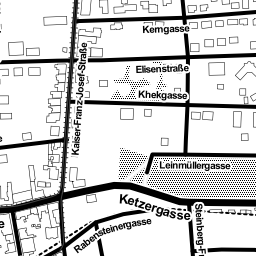 Kerngasse
Elisenstraße
Kaiser-Franz-Josef-Straße
Khekgasse
Leinmüllergasse
Ketzergasse
Steinberg-F
Rabensteinergasse